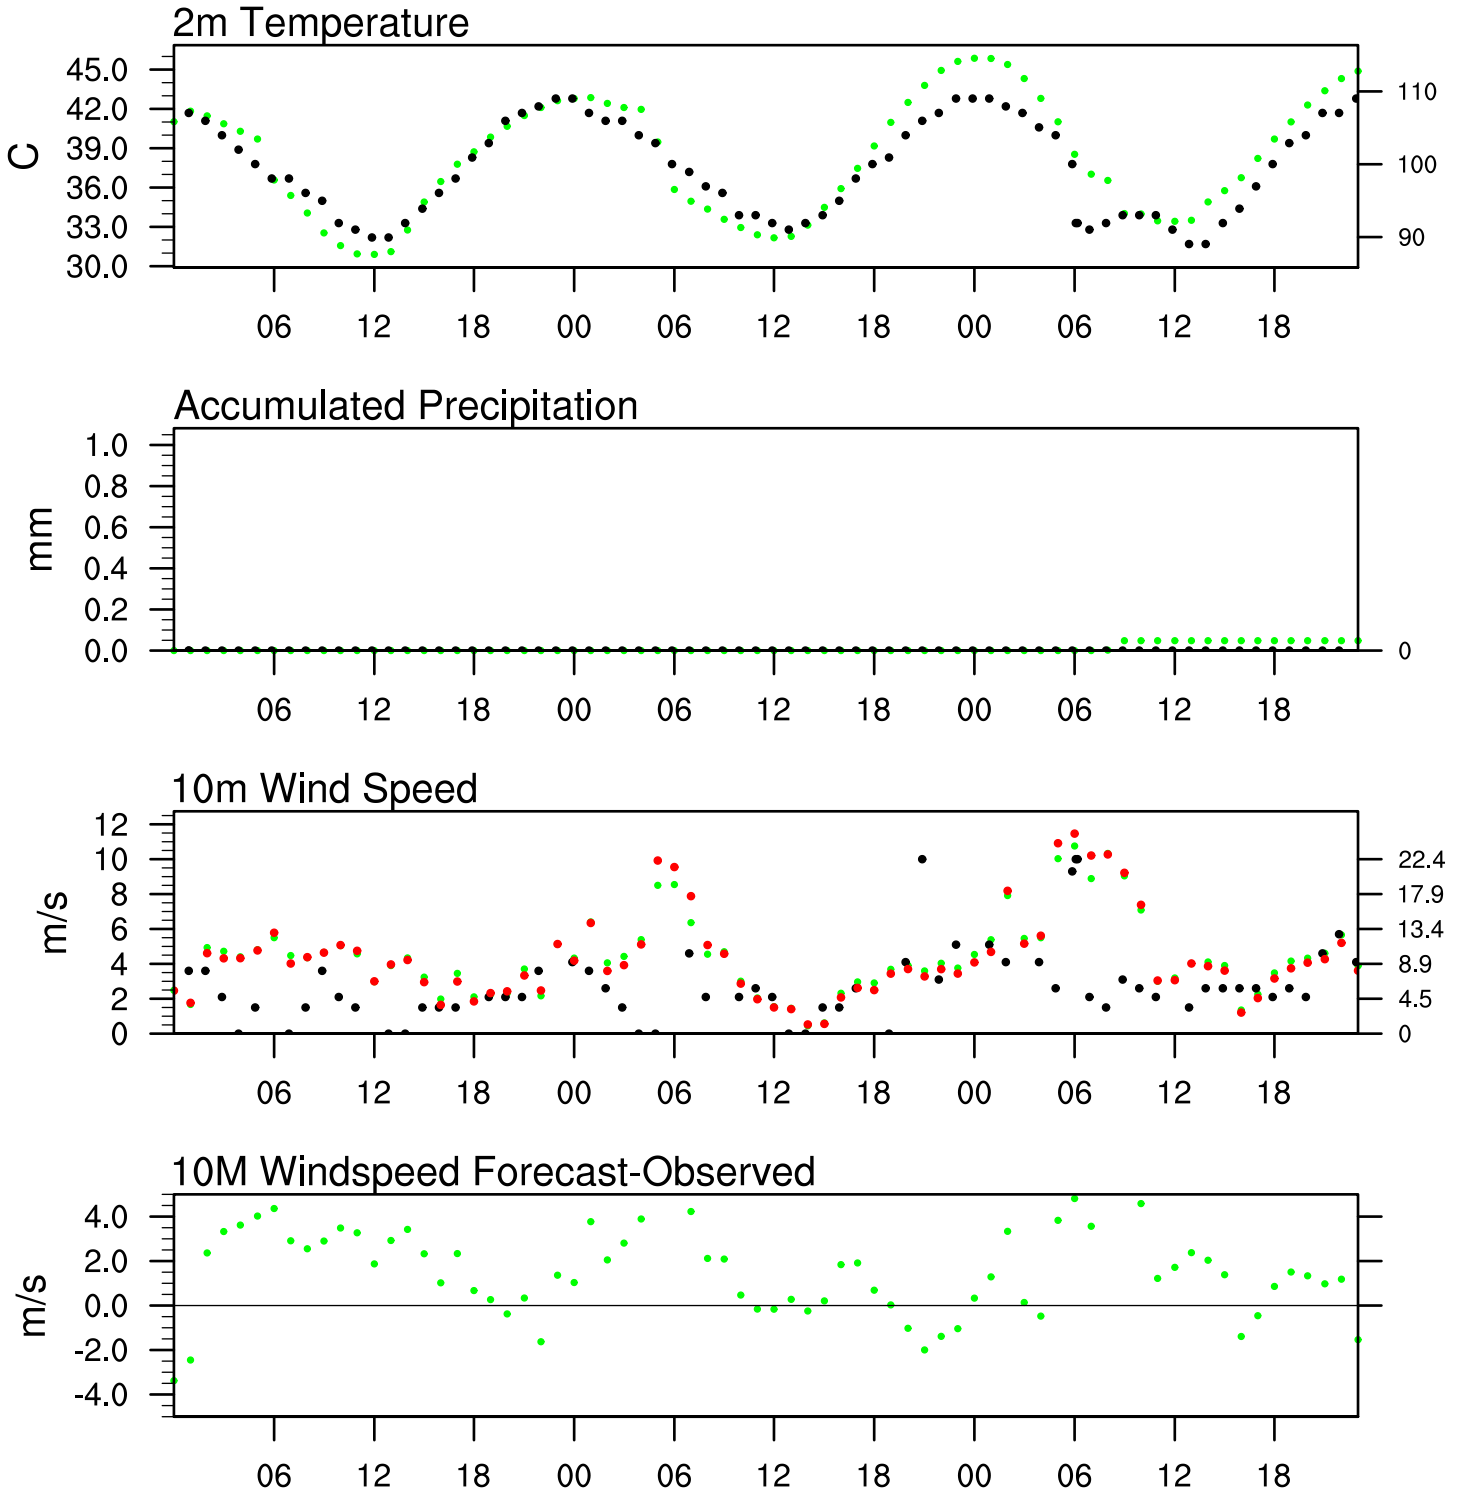 2m Temperature
45.0
42.0
39.0
36.0
33.0
30.0
C
110
100
90
06 12 18 00 06 12 18 00 06 12 18
Accumulated Precipitation
1.0
0.8
0.6
0.4
0.2
0.0
mm
0
06 12 18 00 06 12 18 00 06 12 18
10m Wind Speed
12
10
8
6
4
2
0
m/s
22.4
17.9
13.4
8.9
4.5
0
06 12 18 00 06 12 18 00 06 12 18
10M Windspeed Forecast-Observed
4.0
2.0
0.0
-2.0
-4.0
m/s
06 12 18 00 06 12 18 00 06 12 18